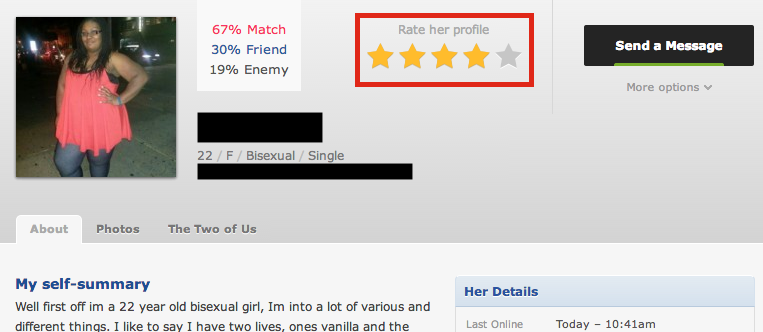 67% Match
30% Friend
19% Enemy
Rate her profile
Send a Message
More options
22 / F / Bisexual / Single
About
Photos
The Two of Us
My self-summary
Well first off im a 22 year old bisexual girl, Im into a lot of various and
different things. I like to say I have two lives, ones vanilla and the
Her Details
Last Online
Today – 10:41am